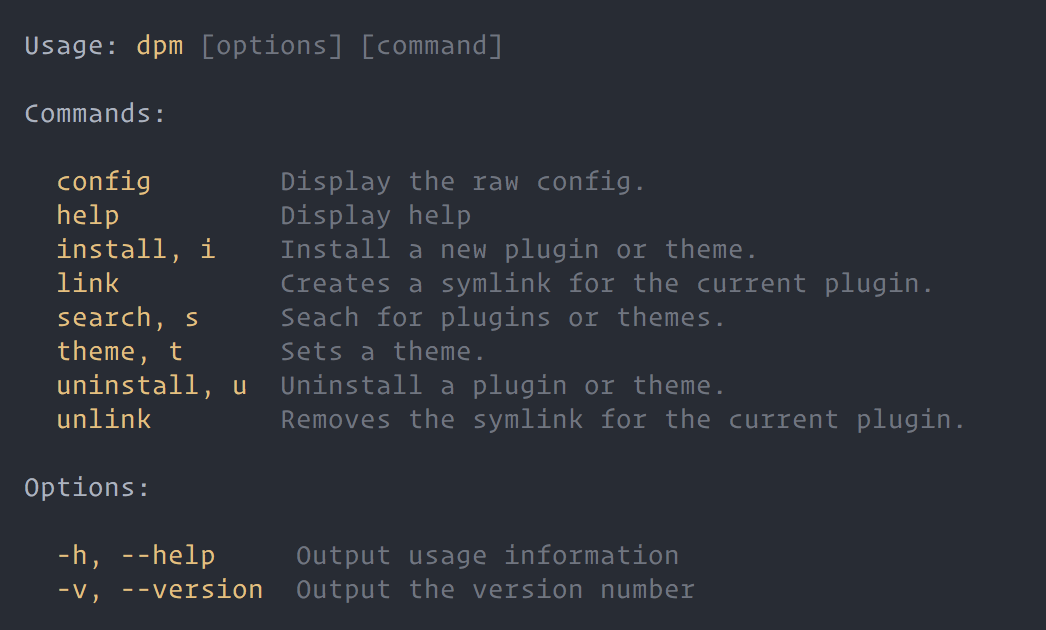 Usage: dpm [options] [command]
Commands:
config Display the raw config.
help Display help
install, i Install a new plugin or theme.
link Creates a symlink for the current plugin.
search, s Seach for plugins or themes.
theme, t Sets a theme.
uninstall, u Uninstall a plugin or theme.
unlink Removes the symlink for the current plugin.
Options:
-h, --help Output usage information
-v, --version Output the version number